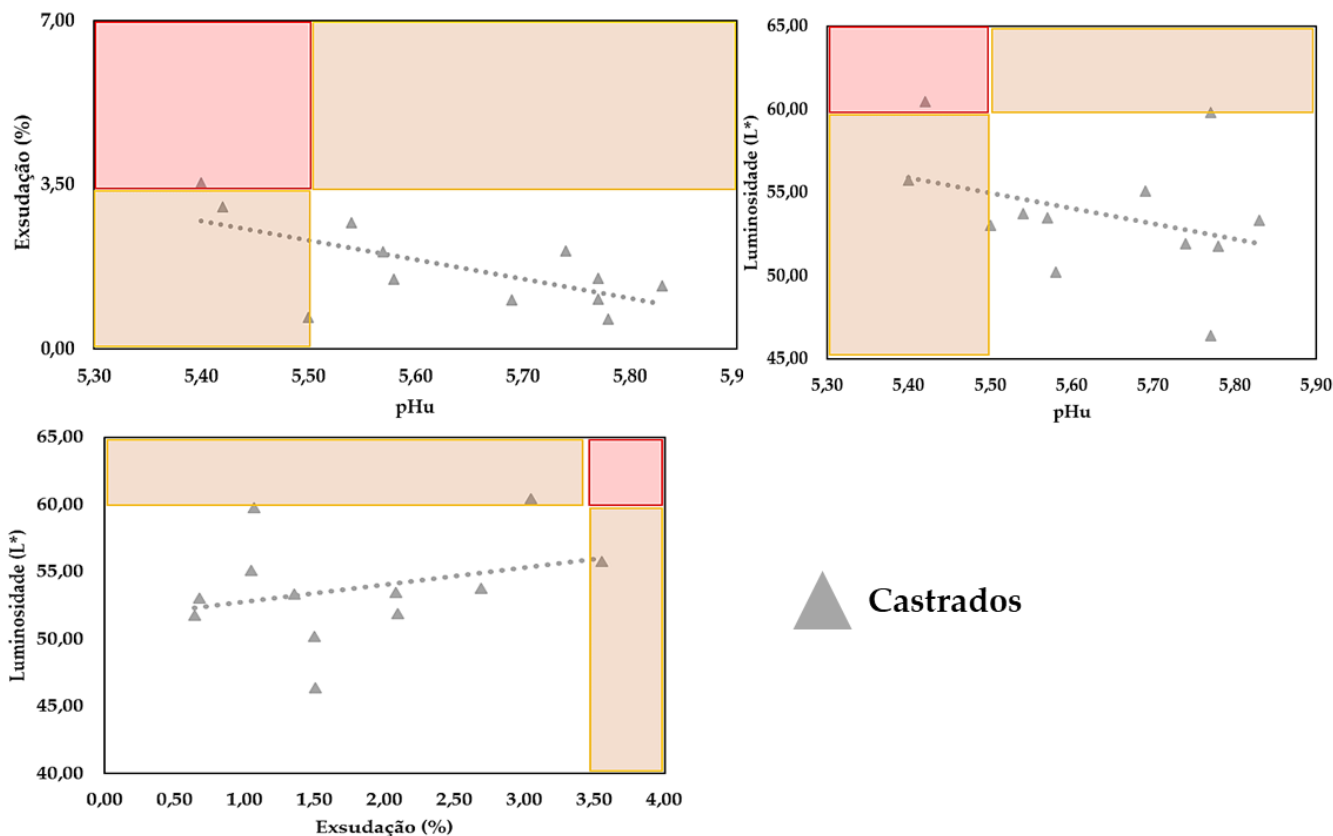 7,00
3,50
0,00
Exsudação (%)
5,30 5,40 5,50 5,60 5,70 5,80 5,9
pHu
65,00
60,00
55,00
50,00
45,00
Luminosidade (L*)
5,30 5,40 5,50 5,60 5,70 5,80 5,90
pHu
65,00
60,00
55,00
50,00
45,00
40,00
Luminosidade (L*)
0,00 0,50 1,00 1,50 2,00 2,50 3,00 3,50 4,00
Exsudação (%)
Castrados